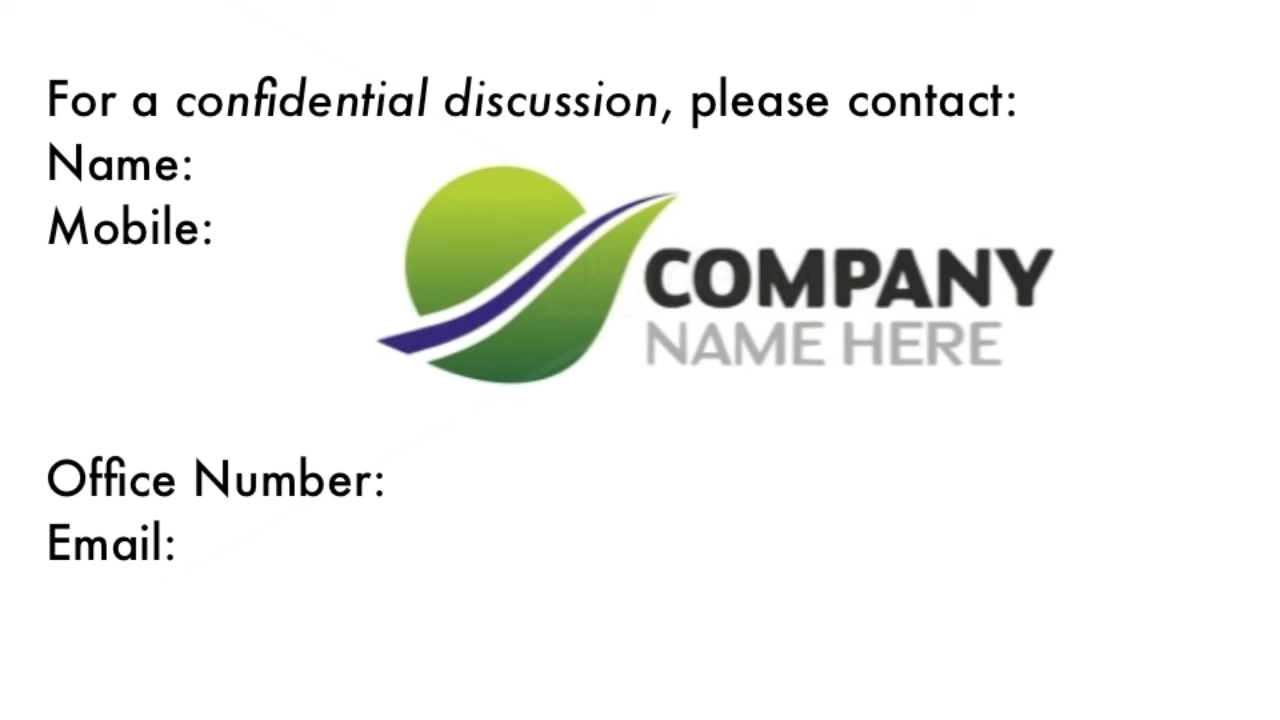 For a confidential discussion, please contact:
Name:
Mobile:
COMPANY
NAME HERE
Office Number:
Email: